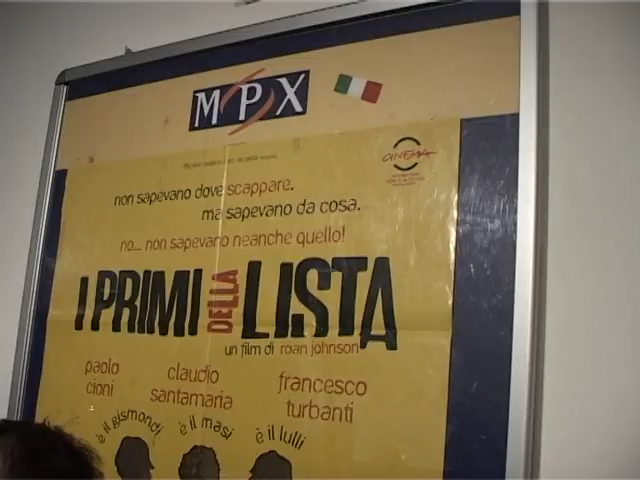 MPX
CINEMA
non sapevano dove scappare.
ma sapevano da cosa.
no... non sapevano neanche quello!
I PRIMI DELLA LISTA
un film di roan johnson
paolo cioni
claudio santamaria
francesco turbanti
è il gismondi
è il masi
è il lulli